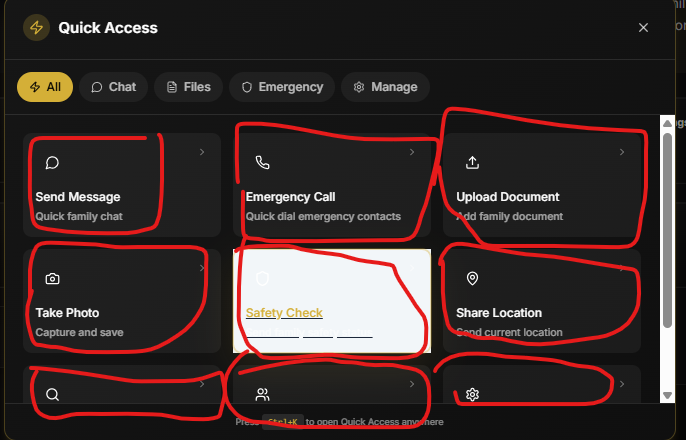 Quick Access
All
Chat
Files
Emergency
Manage
Send Message
Quick family chat
Emergency Call
Quick dial emergency contacts
Upload Document
Add family document
Take Photo
Capture and save
Safety Check
Send family safety status
Share Location
Send current location
Press Ctrl+K to open Quick Access anywhere